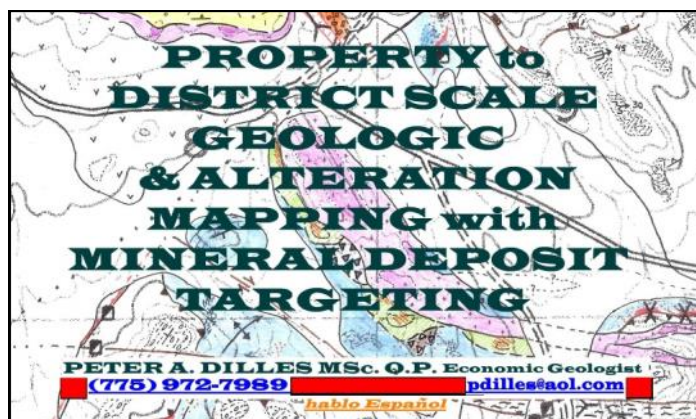 PROPERTY to
DISTRICT SCALE
GEOLOGIC
& ALTERATION
MAPPING with
MINERAL DEPOSIT
TARGETING
PETER A. DILLES MSc. Q.P. Economic Geologist
(775) 972-7989 pdilles@aol.com
hablo Español